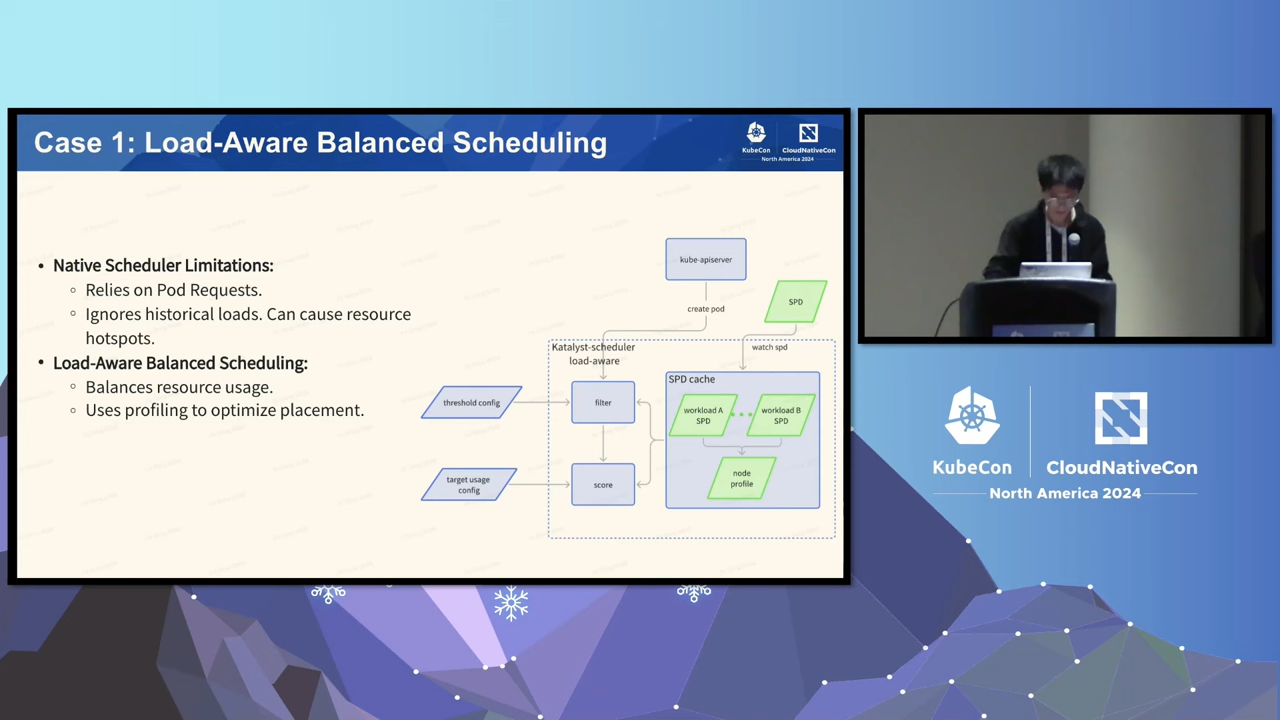 Case 1: Load-Aware Balanced Scheduling
KubeCon
CloudNativeCon
North America 2024
• Native Scheduler Limitations:
Relies on Pod Requests.
Ignores historical loads. Can cause resource
hotspots.
• Load-Aware Balanced Scheduling:
Balances resource usage.
Uses profiling to optimize placement.
kube-apiserver
SPD
create pod
Katalyst-scheduler
load-aware
watch spd
SPD cache
threshold config
filter
workload A
SPD
workload B
SPD
target usage
config
score
node
profile
KubeCon
CloudNativeCon
North America 2024